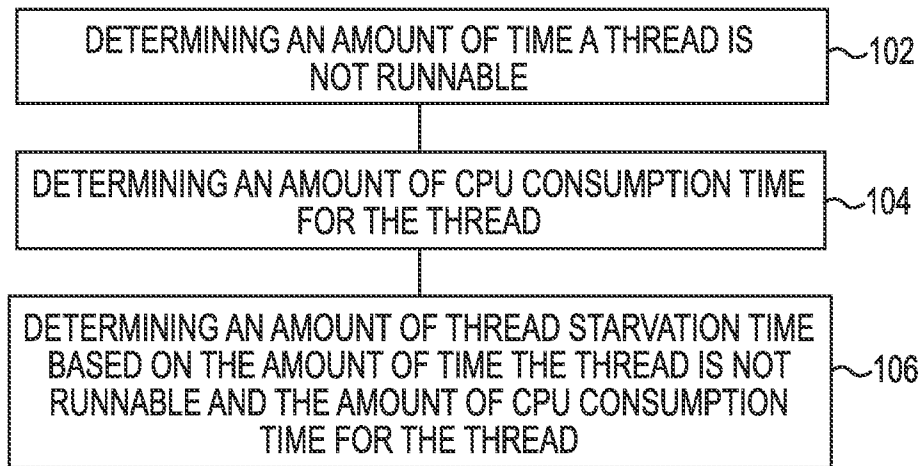 DETERMINING AN AMOUNT OF TIME A THREAD IS
NOT RUNNABLE
102
DETERMINING AN AMOUNT OF CPU CONSUMPTION TIME
FOR THE THREAD
104
DETERMINING AN AMOUNT OF THREAD STARVATION TIME
BASED ON THE AMOUNT OF TIME THE THREAD IS NOT
RUNNABLE AND THE AMOUNT OF CPU CONSUMPTION
TIME FOR THE THREAD
106